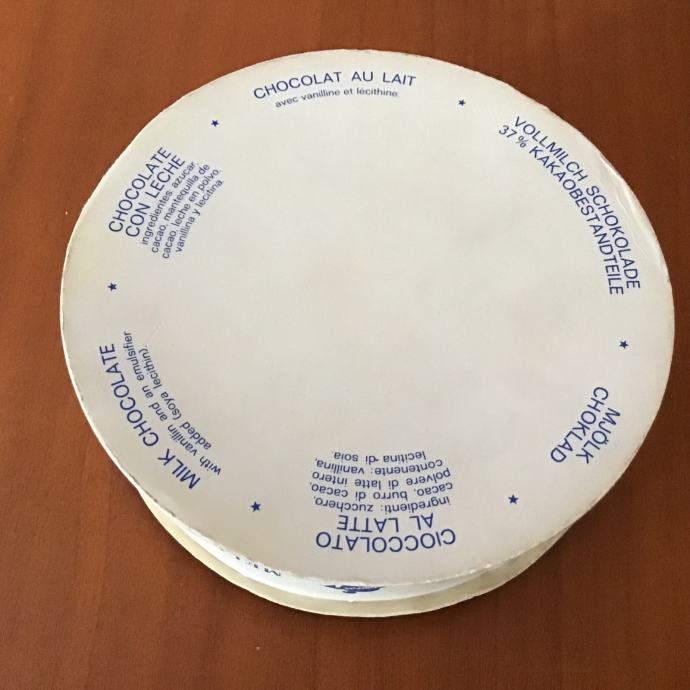 CHOCOLAT AU LAIT
avec vanilline et lécithine.
VOLLMILCH SCHOKOLADE
37% KAKAOBESTANDTEILE
MJÖLK
CHOKLAD
CIOCCOLATO
AL LATTE
ingredienti: zucchero,
cacao, burro di cacao,
polvere di latte intero,
contenente: vanillina,
lecitina di soia.
MILK CHOCOLATE
with vanillin and an emulsifier
added (soya lecithin).
CHOCOLATE
CON LECHE
ingredientes: azucar,
cacao, mantequilla de
cacao, leche en polvo,
vanillina y lecitina